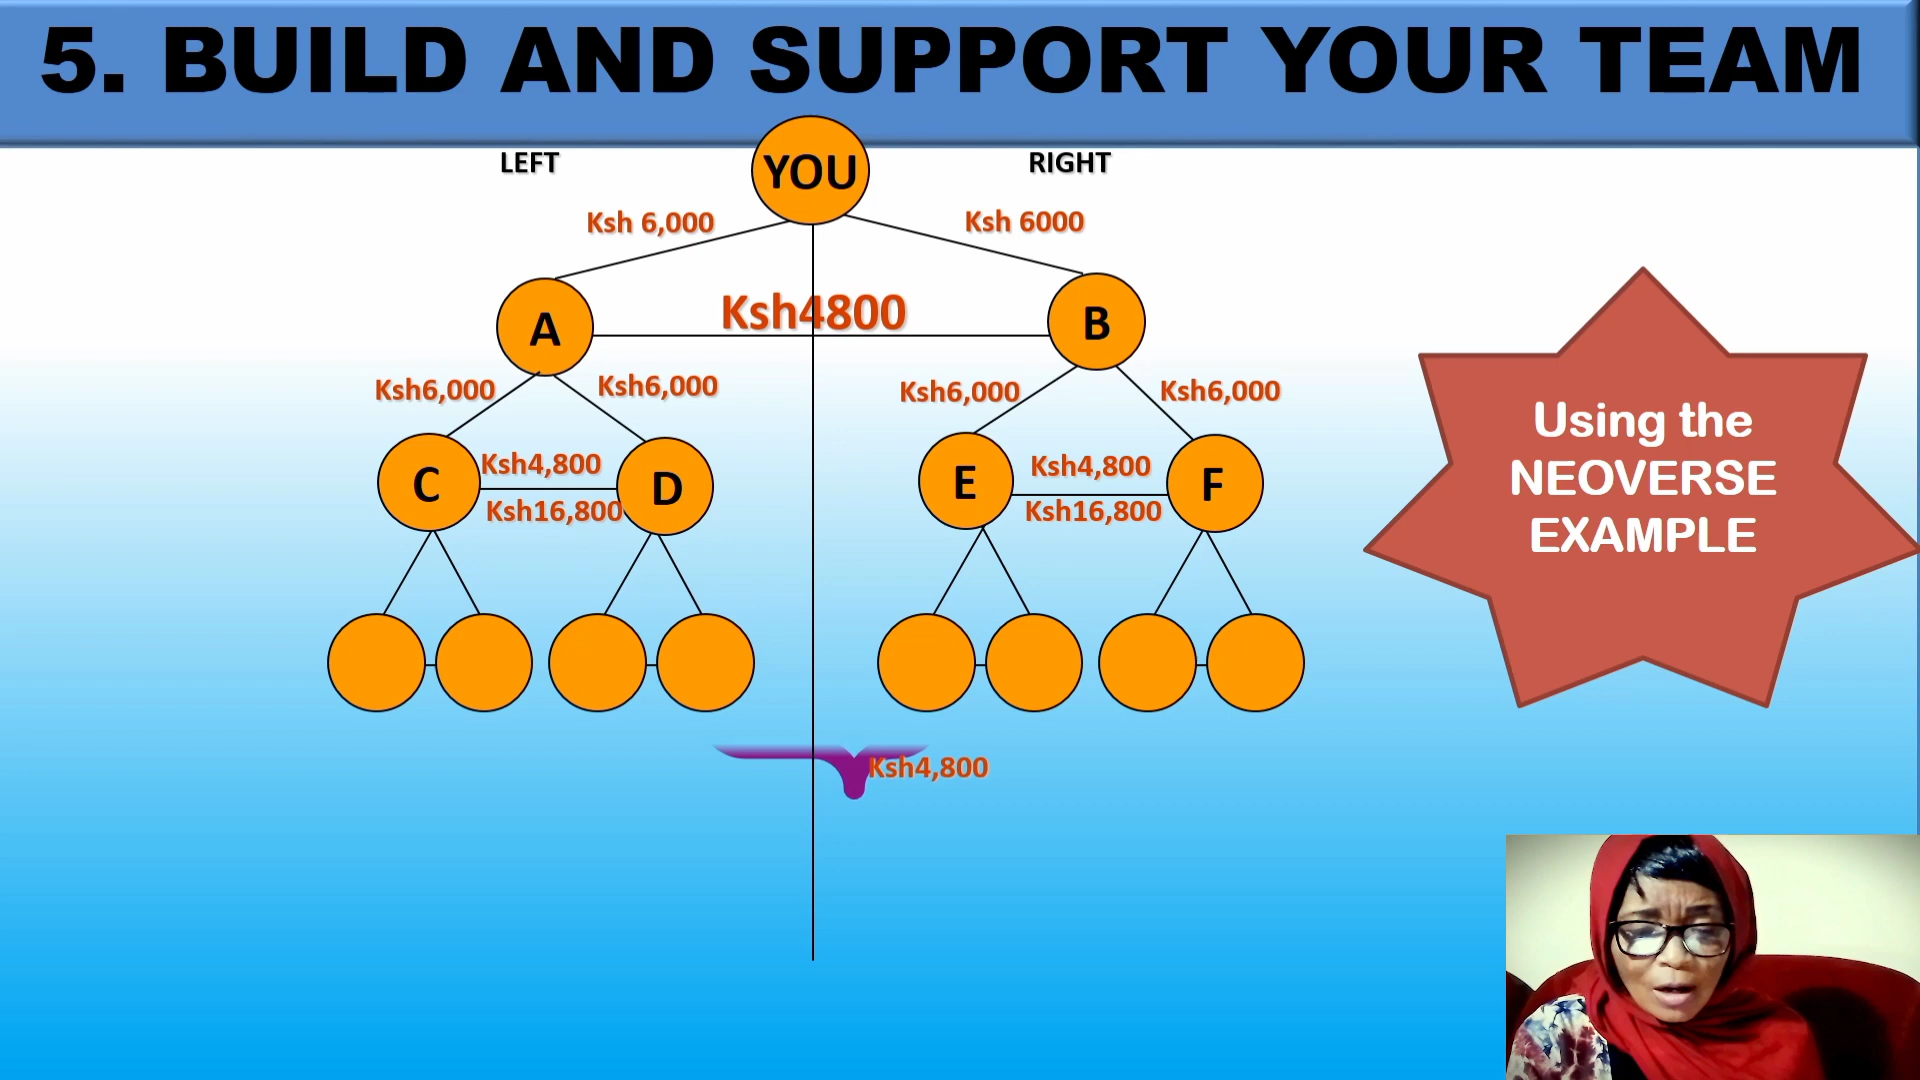 5. BUILD AND SUPPORT YOUR TEAM
LEFT
YOU
RIGHT
Ksh 6,000
Ksh 6000
A
Ksh4800
B
Ksh6,000
Ksh6,000
Ksh6,000
Ksh6,000
C
Ksh4,800
Ksh16,800
D
E
Ksh4,800
Ksh16,800
F
Ksh4,800
Using the
NEOVERSE
EXAMPLE